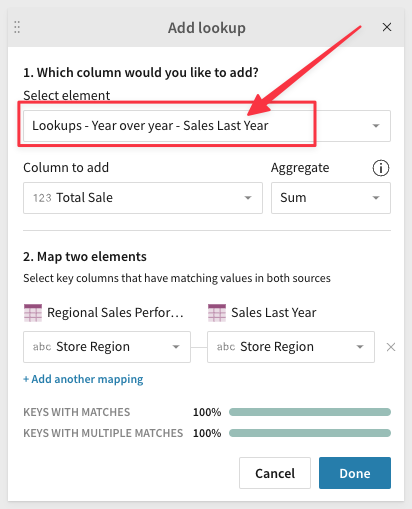 Add lookup
1. Which column would you like to add?
Select element
Lookups - Year over year - Sales Last Year
Column to add Aggregate
123 Total Sale Sum
2. Map two elements
Select key columns that have matching values in both sources
Regional Sales Perfor... Sales Last Year
abc Store Region abc Store Region
+ Add another mapping
KEYS WITH MATCHES 100%
KEYS WITH MULTIPLE MATCHES 100%
Cancel Done